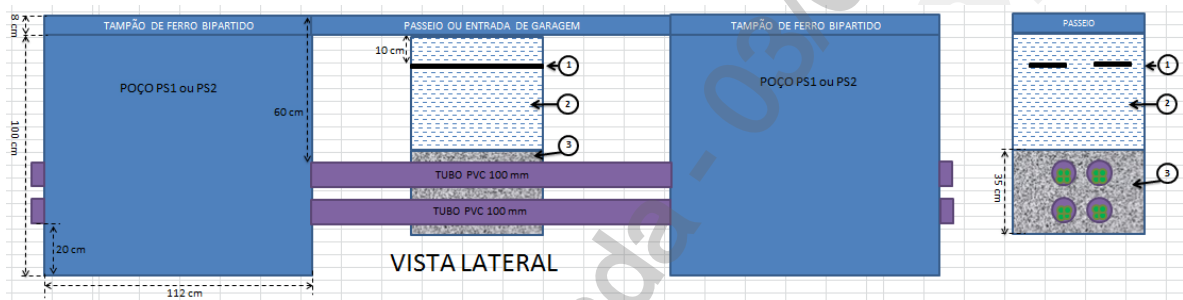 8 cm
TAMPÃO DE FERRO BIPARTIDO
PASSEIO OU ENTRADA DE GARAGEM
TAMPÃO DE FERRO BIPARTIDO
PASSEIO
10 cm
1
1
POÇO PS1 ou PS2
POÇO PS1 ou PS2
60 cm
2
2
100 cm
3
TUBO PVC 100 mm
3
35 cm
TUBO PVC 100 mm
20 cm
VISTA LATERAL
112 cm